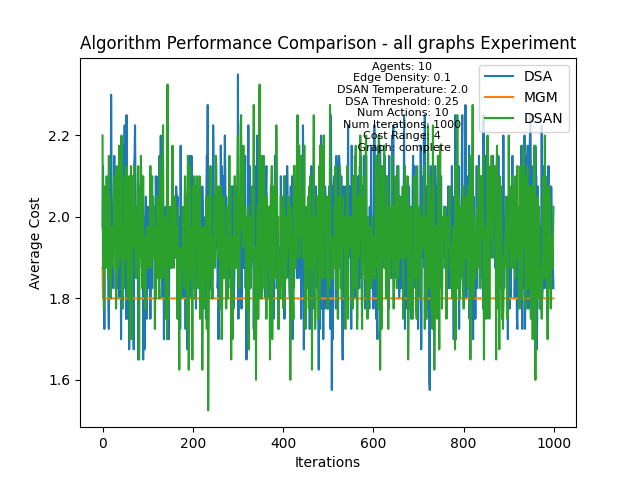 Algorithm Performance Comparison - all graphs Experiment
Agents: 10
Edge Density: 0.1
DSAN Temperature: 2.0
DSA Threshold: 0.25
Num Actions: 10
Num Iterations: 1000
Cost Range: 4
Graph: complete
DSA
MGM
DSAN
Average Cost
2.2
2.0
1.8
1.6
0
200
400
600
800
1000
Iterations